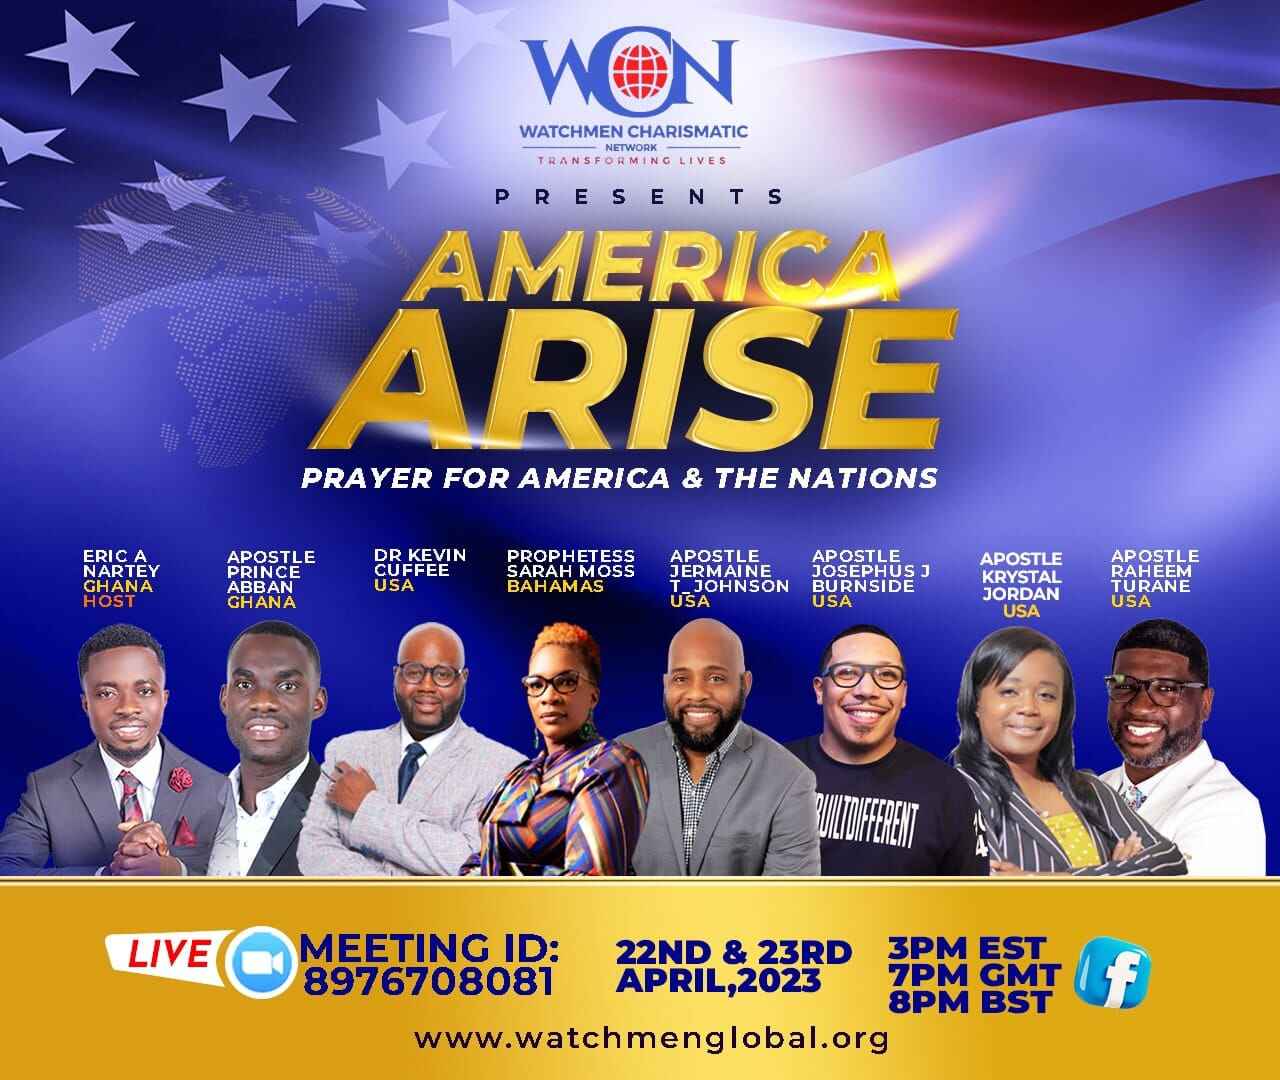 WCN
WATCHMEN CHARISMATIC
NETWORK
TRANSFORMING LIVES
PRESENTS
AMERICA
ARISE
PRAYER FOR AMERICA & THE NATIONS
ERIC A
NARTEY
GHANA
HOST
APOSTLE
PRINCE
ABBAN
GHANA
DR KEVIN
CUFFEE
USA
PROPHETESS
SARAH MOSS
BAHAMAS
APOSTLE
JERMAINE
T_JOHNSON
USA
APOSTLE
JOSEPHUS J
BURNSIDE
USA
APOSTLE
KRYSTAL
JORDAN
USA
APOSTLE
RAHEEM
TURANE
USA
#BUILTDIFFERENT
LIVE
MEETING ID:
8976708081
22ND & 23RD
APRIL,2023
3PM EST
7PM GMT
8PM BST
f
www.watchmenglobal.org